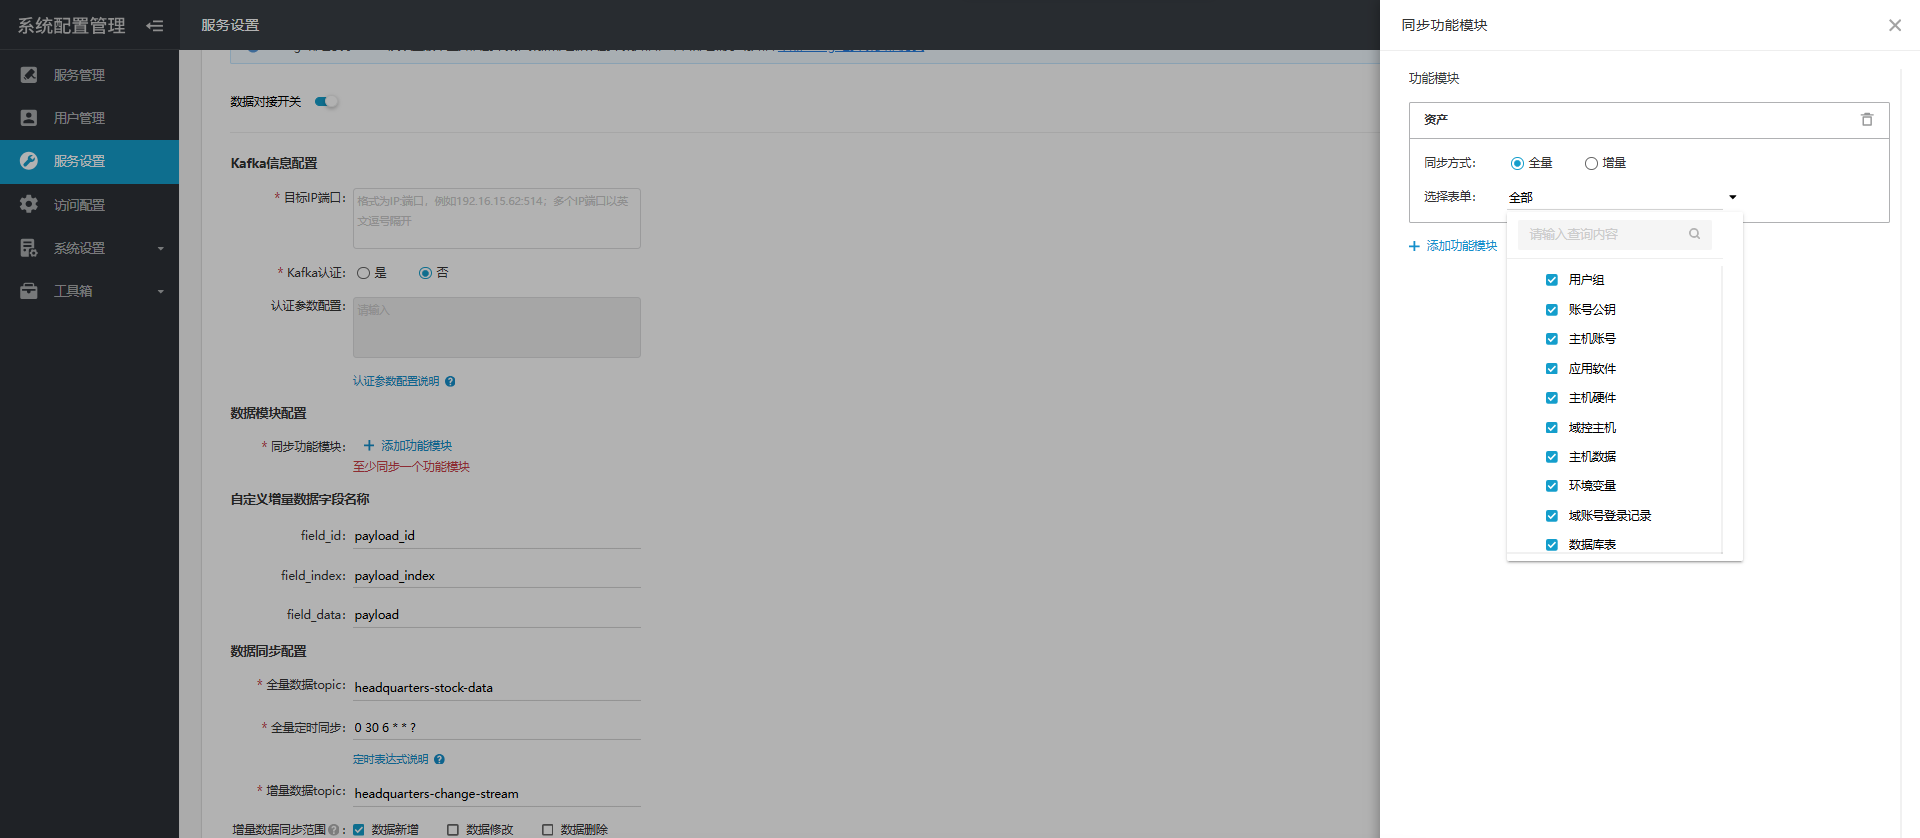 系统配置管理
服务设置
同步功能模块
服务管理
用户管理
服务设置
访问配置
系统设置
工具箱
数据对接开关
Kafka信息配置
* 目标IP端口：
格式为IP:端口，例如192.16.15.62:514；多个IP端口以英
文逗号隔开
* Kafka认证：
是
否
认证参数配置：
请输入
认证参数配置说明
数据模块配置
* 同步功能模块：
+ 添加功能模块
至少同步一个功能模块
自定义增量数据字段名称
field_id：
payload_id
field_index：
payload_index
field_data：
payload
数据同步配置
* 全量数据topic：
headquarters-stock-data
* 全量定时同步：
0 30 6 * * ?
定时表达式说明
* 增量数据topic：
headquarters-change-stream
增量数据同步范围 ：
数据新增
数据修改
数据删除
功能模块
资产
同步方式：
全量
增量
选择表单：
全部
+ 添加功能模块
请输入查询内容
用户组
账号公钥
主机账号
应用软件
主机硬件
域控主机
主机数据
环境变量
域账号登录记录
数据库表